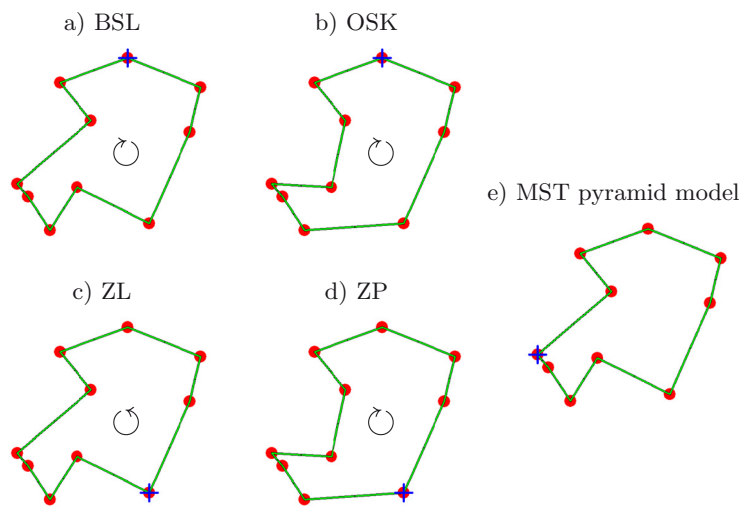 a) BSL
b) OSK
e) MST pyramid model
c) ZL
d) ZP